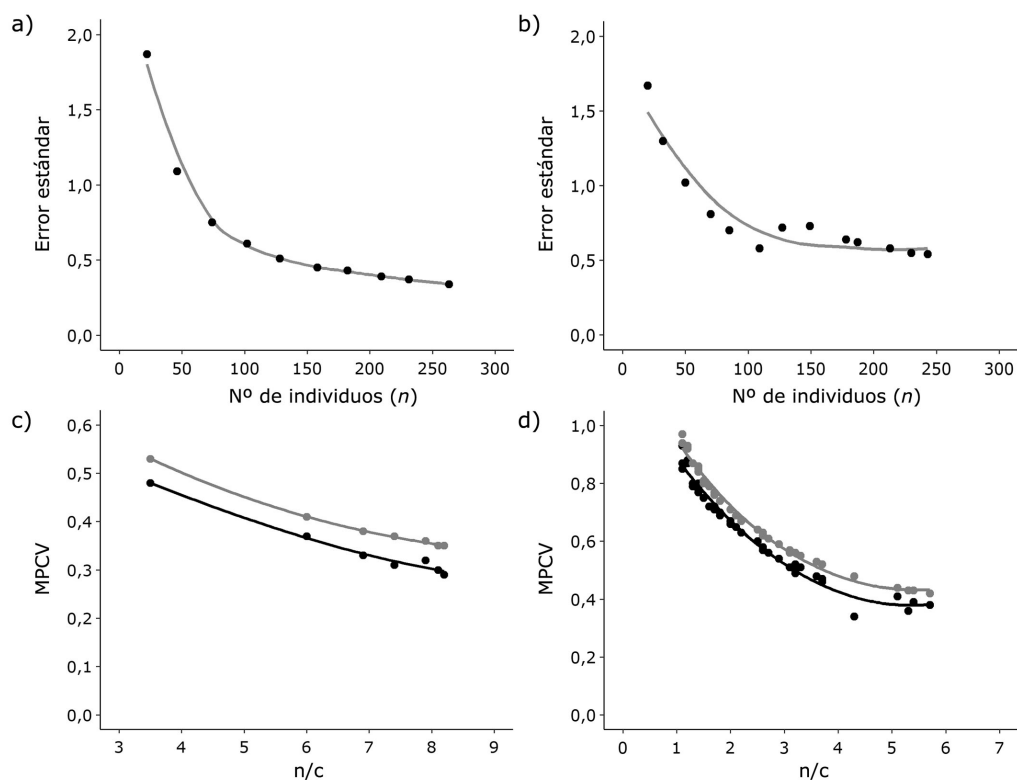 a)
Error estándar
2,0
1,5
1,0
0,5
0,0
0 50 100 150 200 250 300
Nº de individuos (n)
b)
Error estándar
2,0
1,5
1,0
0,5
0,0
0 50 100 150 200 250 300
Nº de individuos (n)
c)
MPCV
0,6
0,5
0,4
0,3
0,2
0,1
0,0
3 4 5 6 7 8 9
n/c
d)
MPCV
1,0
0,8
0,6
0,4
0,2
0,0
0 1 2 3 4 5 6 7
n/c